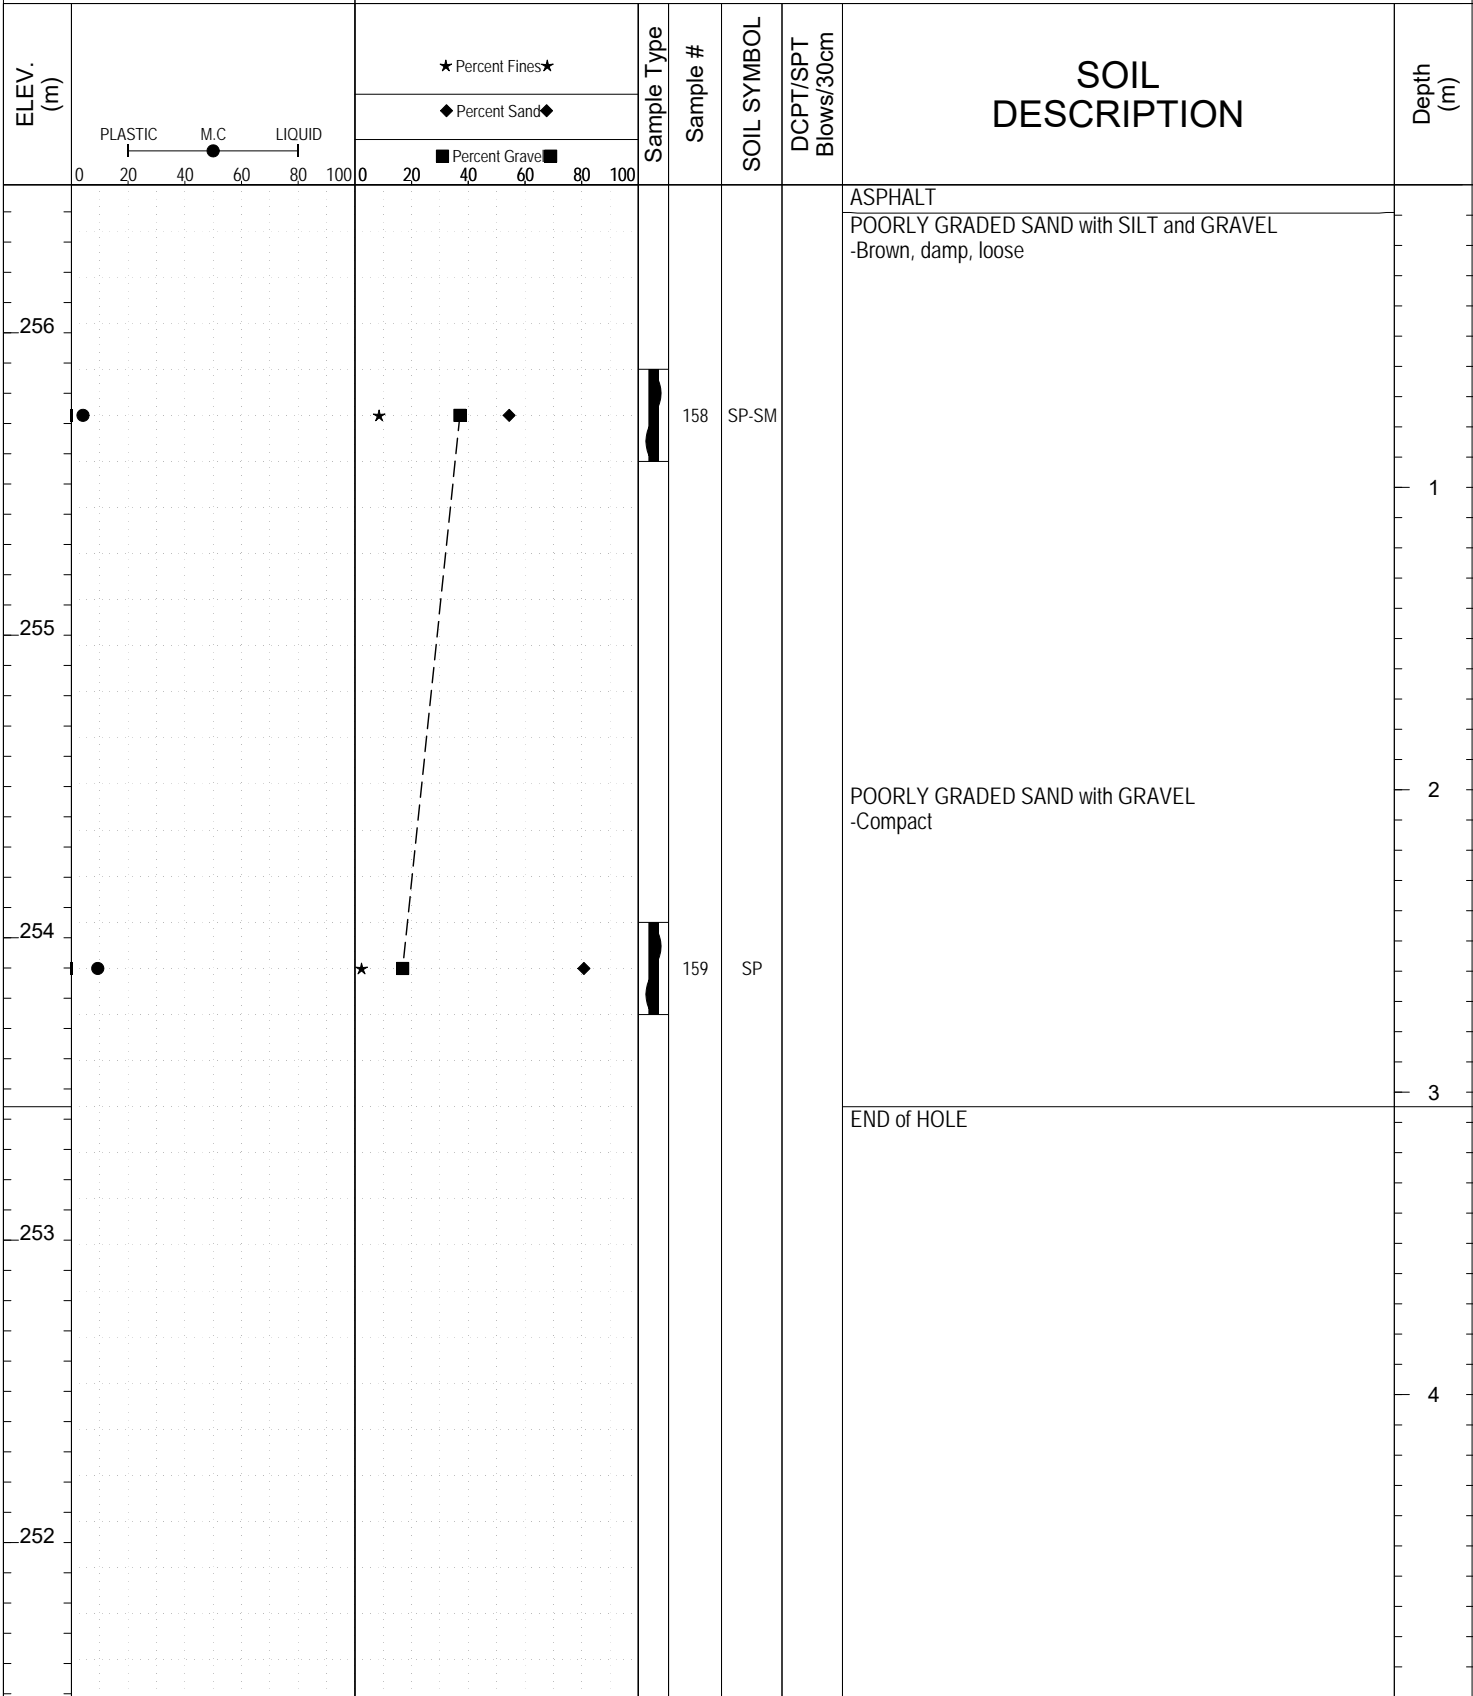 ELEV.
(m)
PLASTIC M.C LIQUID
0 20 40 60 80 100
Percent Fines
Percent Sand
Percent Gravel
0 20 40 60 80 100
Sample Type
Sample #
SOIL SYMBOL
DCPT/SPT
Blows/30cm
SOIL
DESCRIPTION
Depth
(m)
ASPHALT
POORLY GRADED SAND with SILT and GRAVEL
-Brown, damp, loose
256
158 SP-SM
1
255
POORLY GRADED SAND with GRAVEL
-Compact
2
254
159 SP
3
END of HOLE
253
4
252